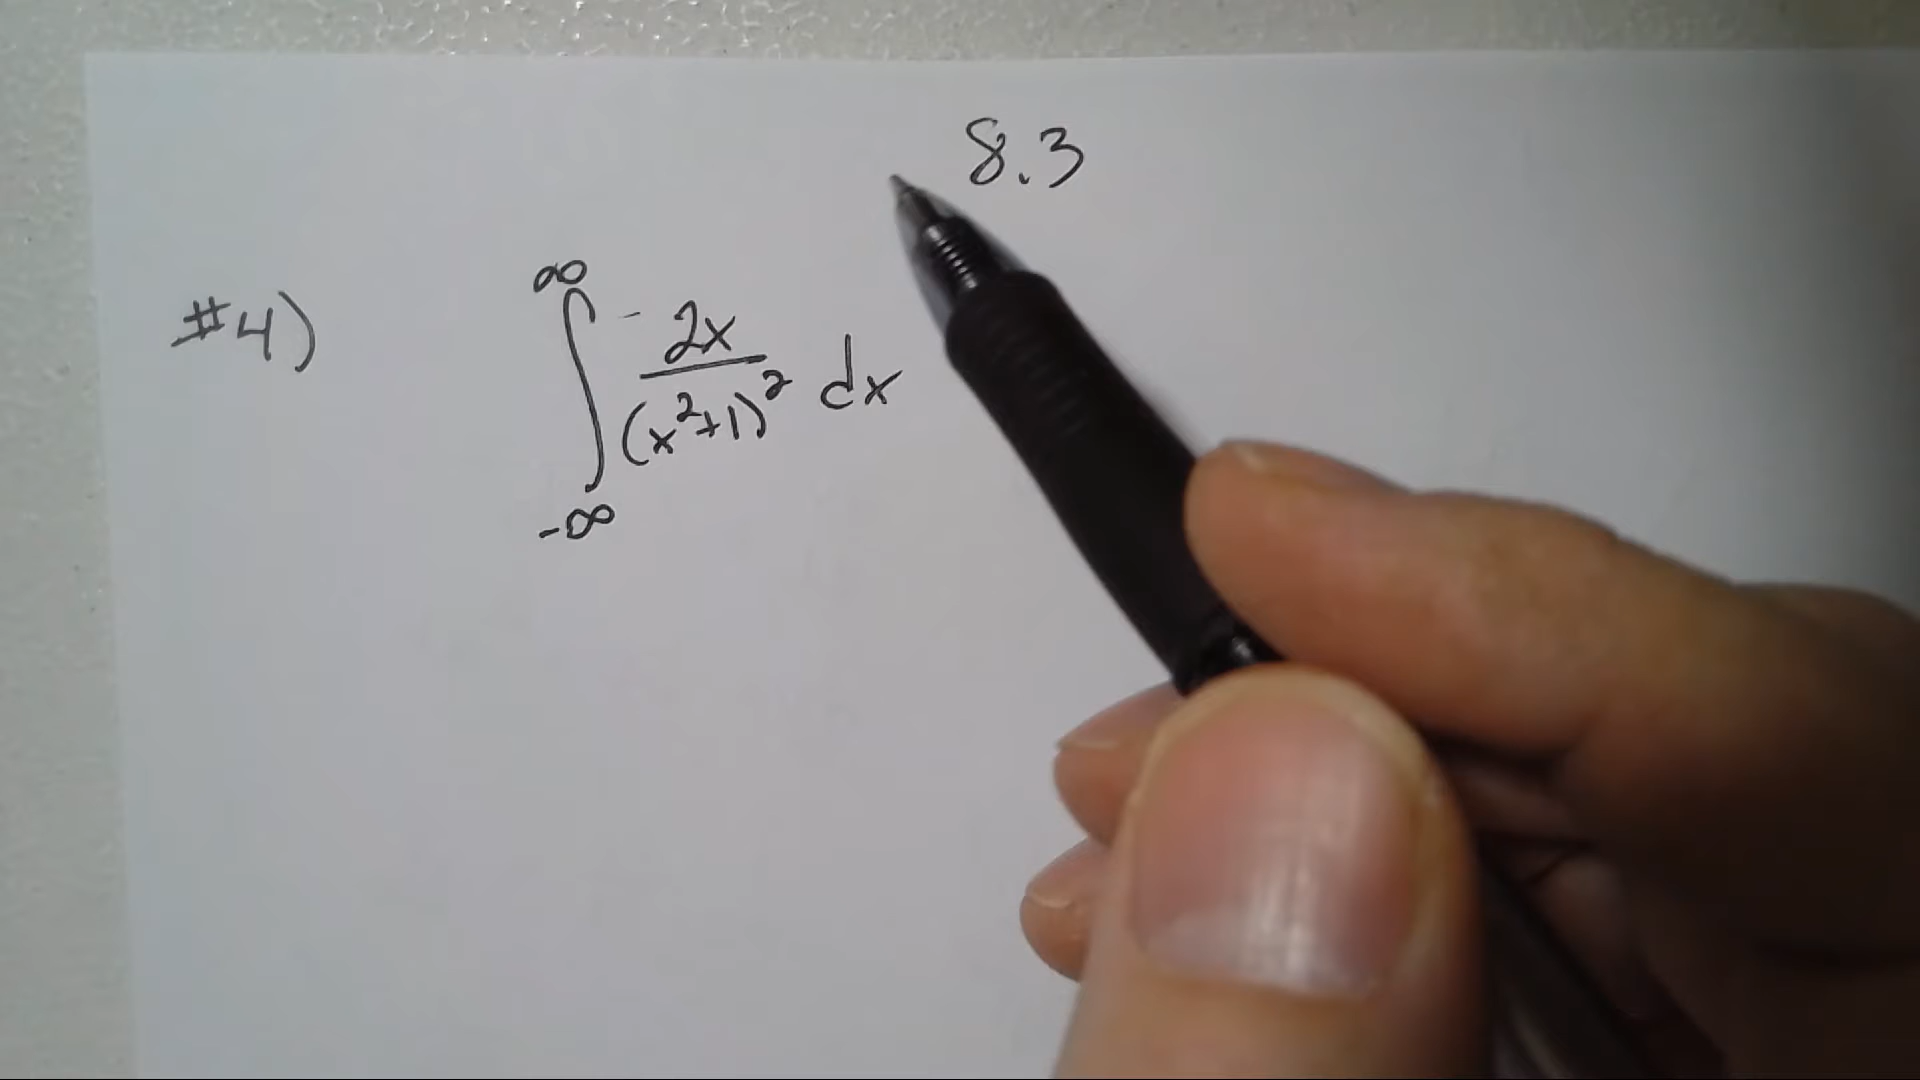 8.3
#4) ∫_{-∞}^{∞} 2x/(x²+1)² dx